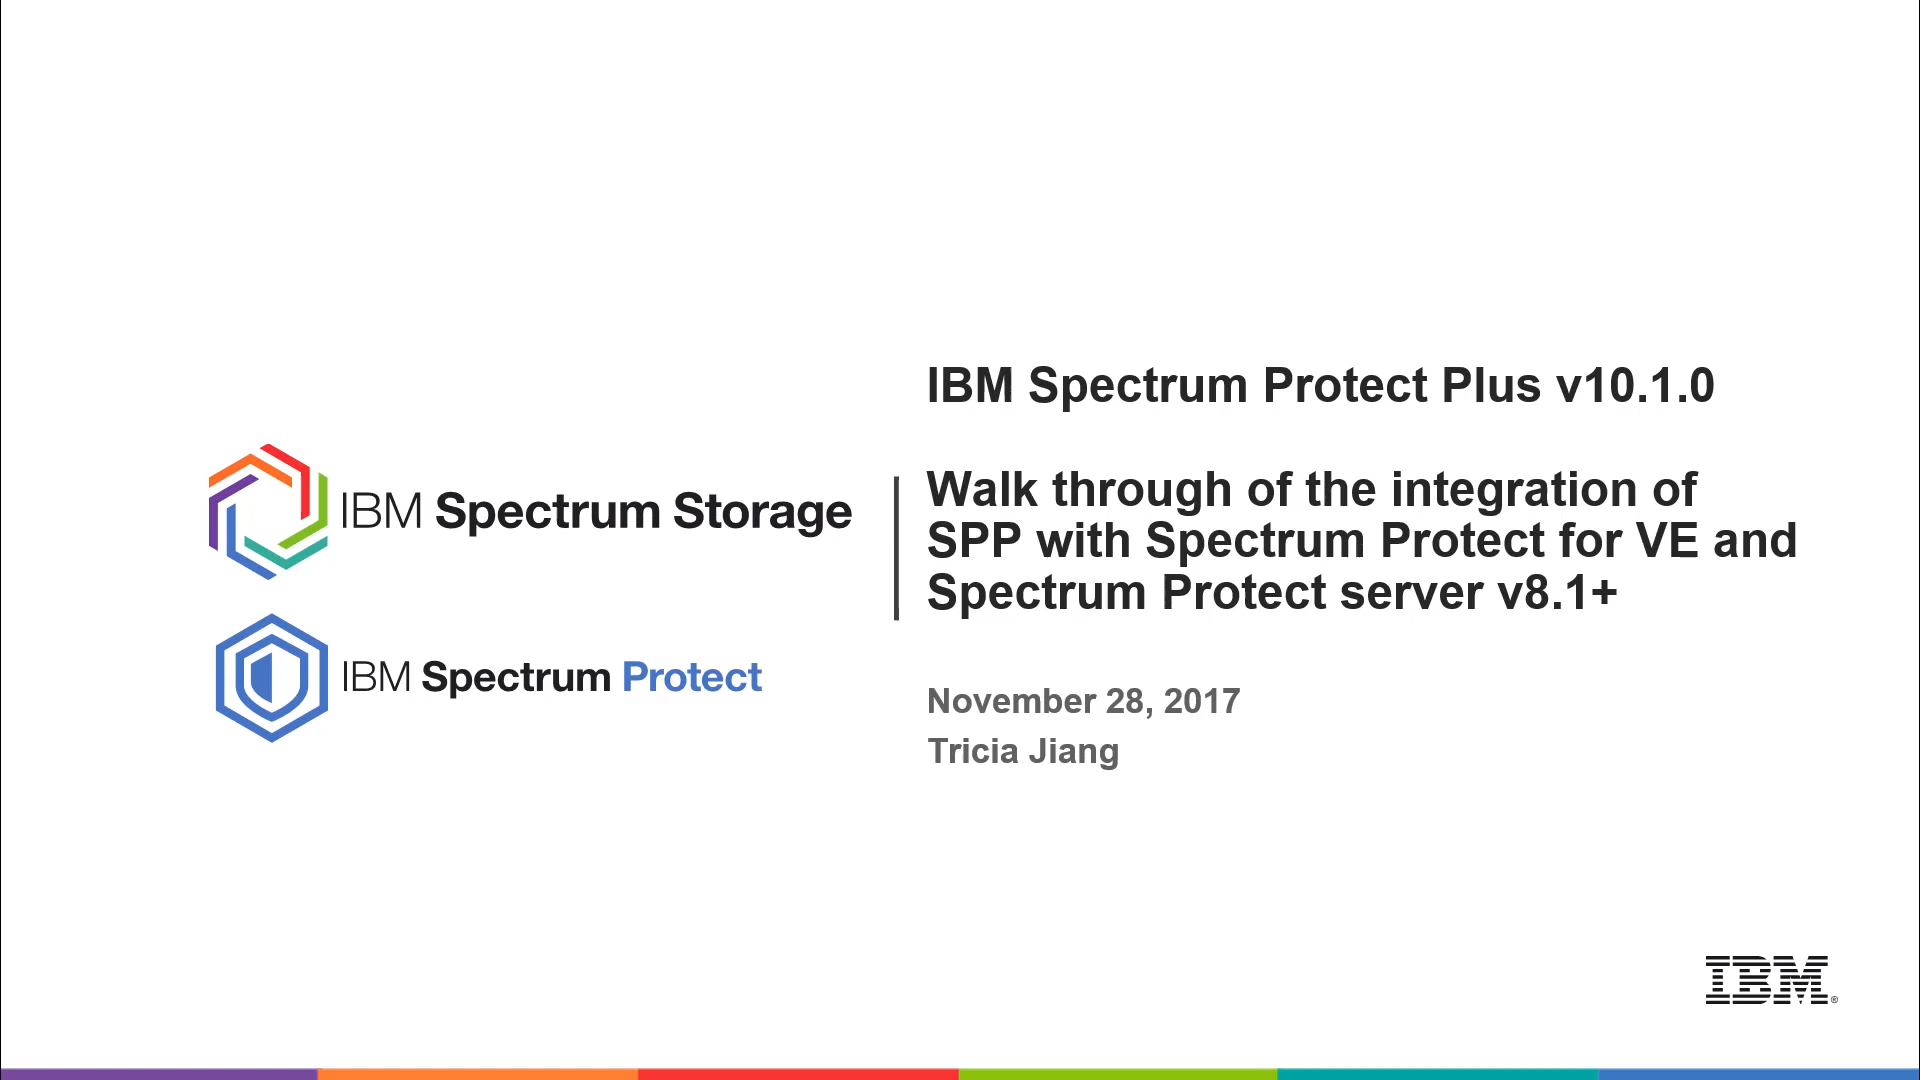 IBM Spectrum Storage
IBM Spectrum Protect
IBM Spectrum Protect Plus v10.1.0
Walk through of the integration of
SPP with Spectrum Protect for VE and
Spectrum Protect server v8.1+
November 28, 2017
Tricia Jiang
IBM®